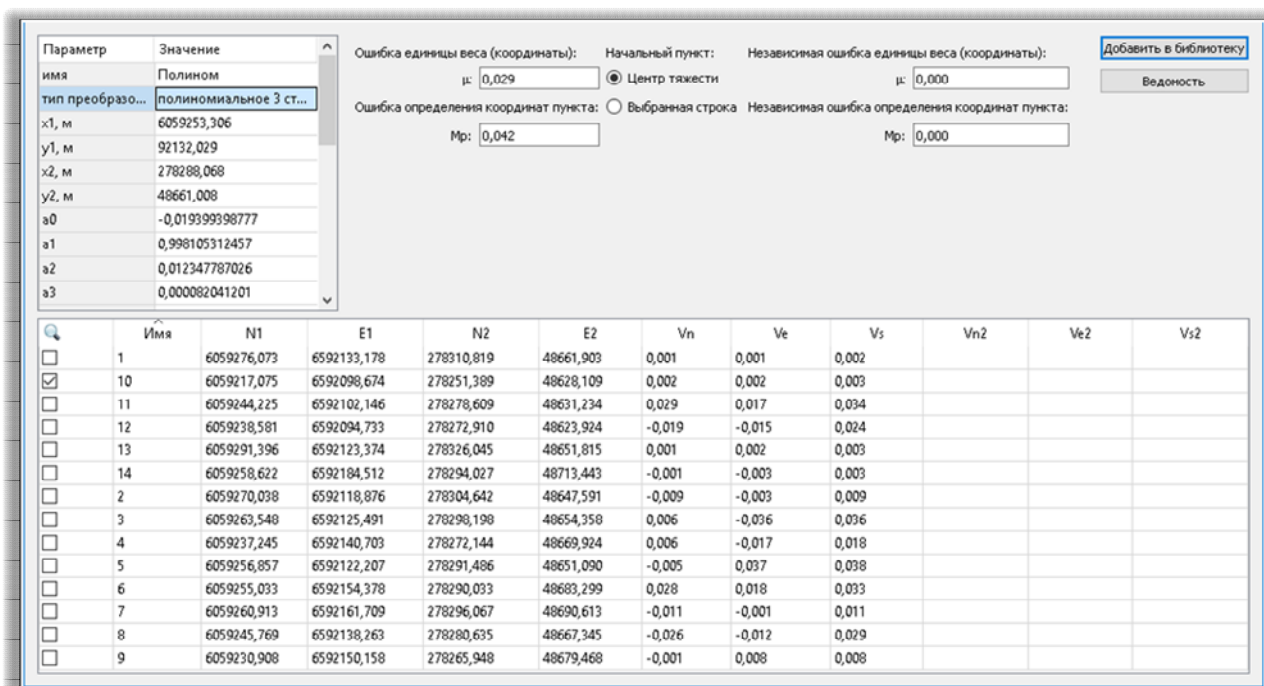 Параметр Значение
имя Полином
тип преобразо... полиномиальное 3 ст...
x1, м 6059253,306
y1, м 92132,029
x2, м 278288,068
y2, м 48661,008
a0 -0,019399398777
a1 0,998105312457
a2 0,012347787026
a3 0,000082041201
Ошибка единицы веса (координаты): Начальный пункт: Независимая ошибка единицы веса (координаты):
μ: 0,029 Центр тяжести μ: 0,000
Ошибка определения координат пункта: Выбранная строка Независимая ошибка определения координат пункта:
Mp: 0,042 Mp: 0,000
Добавить в библиотеку
Ведомость
Имя N1 E1 N2 E2 Vn Ve Vs Vn2 Ve2 Vs2
1 6059276,073 6592133,178 278310,819 48661,903 0,001 0,001 0,002
10 6059217,075 6592098,674 278251,389 48628,109 0,002 0,002 0,003
11 6059244,225 6592102,146 278278,609 48631,234 0,029 0,017 0,034
12 6059238,581 6592094,733 278272,910 48623,924 -0,019 -0,015 0,024
13 6059291,396 6592123,374 278326,045 48651,815 0,001 0,002 0,003
14 6059258,622 6592184,512 278294,027 48713,443 -0,001 -0,003 0,003
2 6059270,038 6592118,876 278304,642 48647,591 -0,009 -0,003 0,009
3 6059263,548 6592125,491 278298,198 48654,358 0,006 -0,036 0,036
4 6059237,245 6592140,703 278272,144 48669,924 0,006 -0,017 0,018
5 6059256,857 6592122,207 278291,486 48651,090 -0,005 0,037 0,038
6 6059255,033 6592154,378 278290,033 48683,299 0,028 0,018 0,033
7 6059260,913 6592161,709 278296,067 48690,613 -0,011 -0,001 0,011
8 6059245,769 6592138,263 278280,635 48667,345 -0,026 -0,012 0,029
9 6059230,908 6592150,158 278265,948 48679,468 -0,001 0,008 0,008